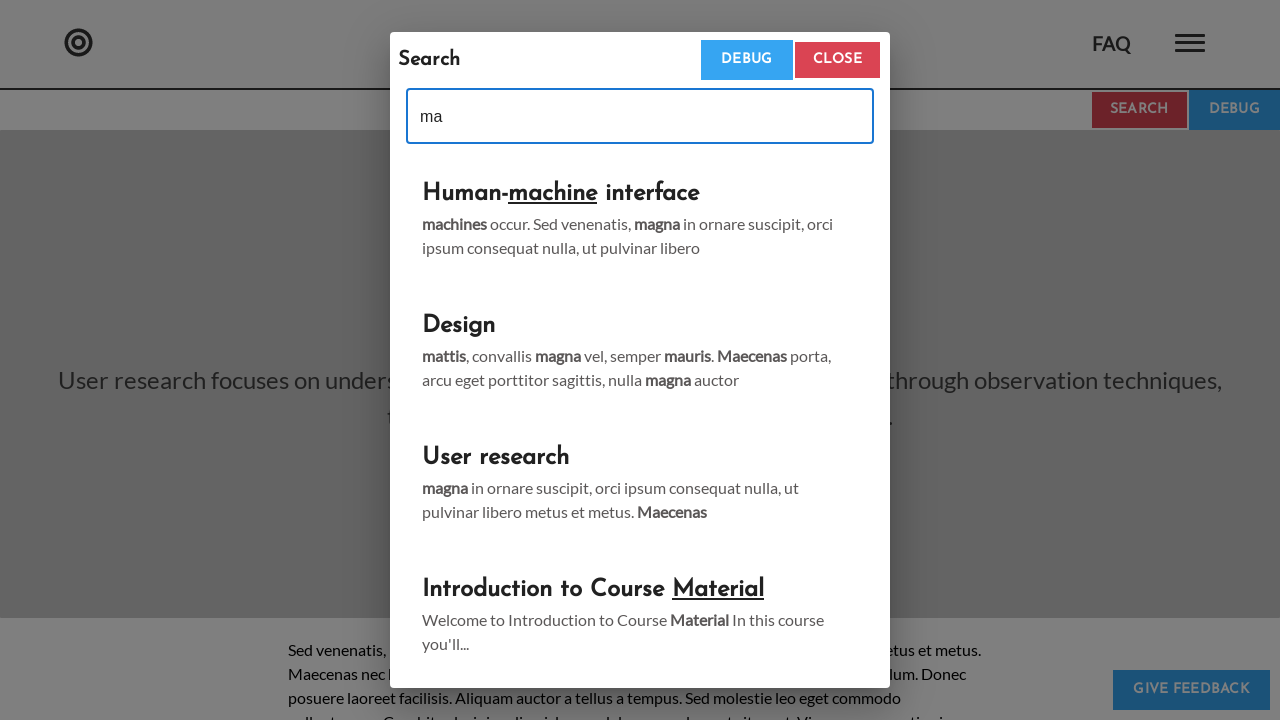 FAQ
SEARCH
DEBUG
Search
DEBUG
CLOSE
ma
Human-machine interface
machines occur. Sed venenatis, magna in ornare suscipit, orci
ipsum consequat nulla, ut pulvinar libero
Design
mattis, convallis magna vel, semper mauris. Maecenas porta,
arcu eget porttitor sagittis, nulla magna auctor
User research
magna in ornare suscipit, orci ipsum consequat nulla, ut
pulvinar libero metus et metus. Maecenas
Introduction to Course Material
Welcome to Introduction to Course Material In this course
you'll...
User research focuses on unders through observation techniques,
Sed venenatis, etus et metus.
Maecenas nec lum. Donec
posuere laoreet facilisis. Aliquam auctor a tellus a tempus. Sed molestie leo eget commodo
GIVE FEEDBACK